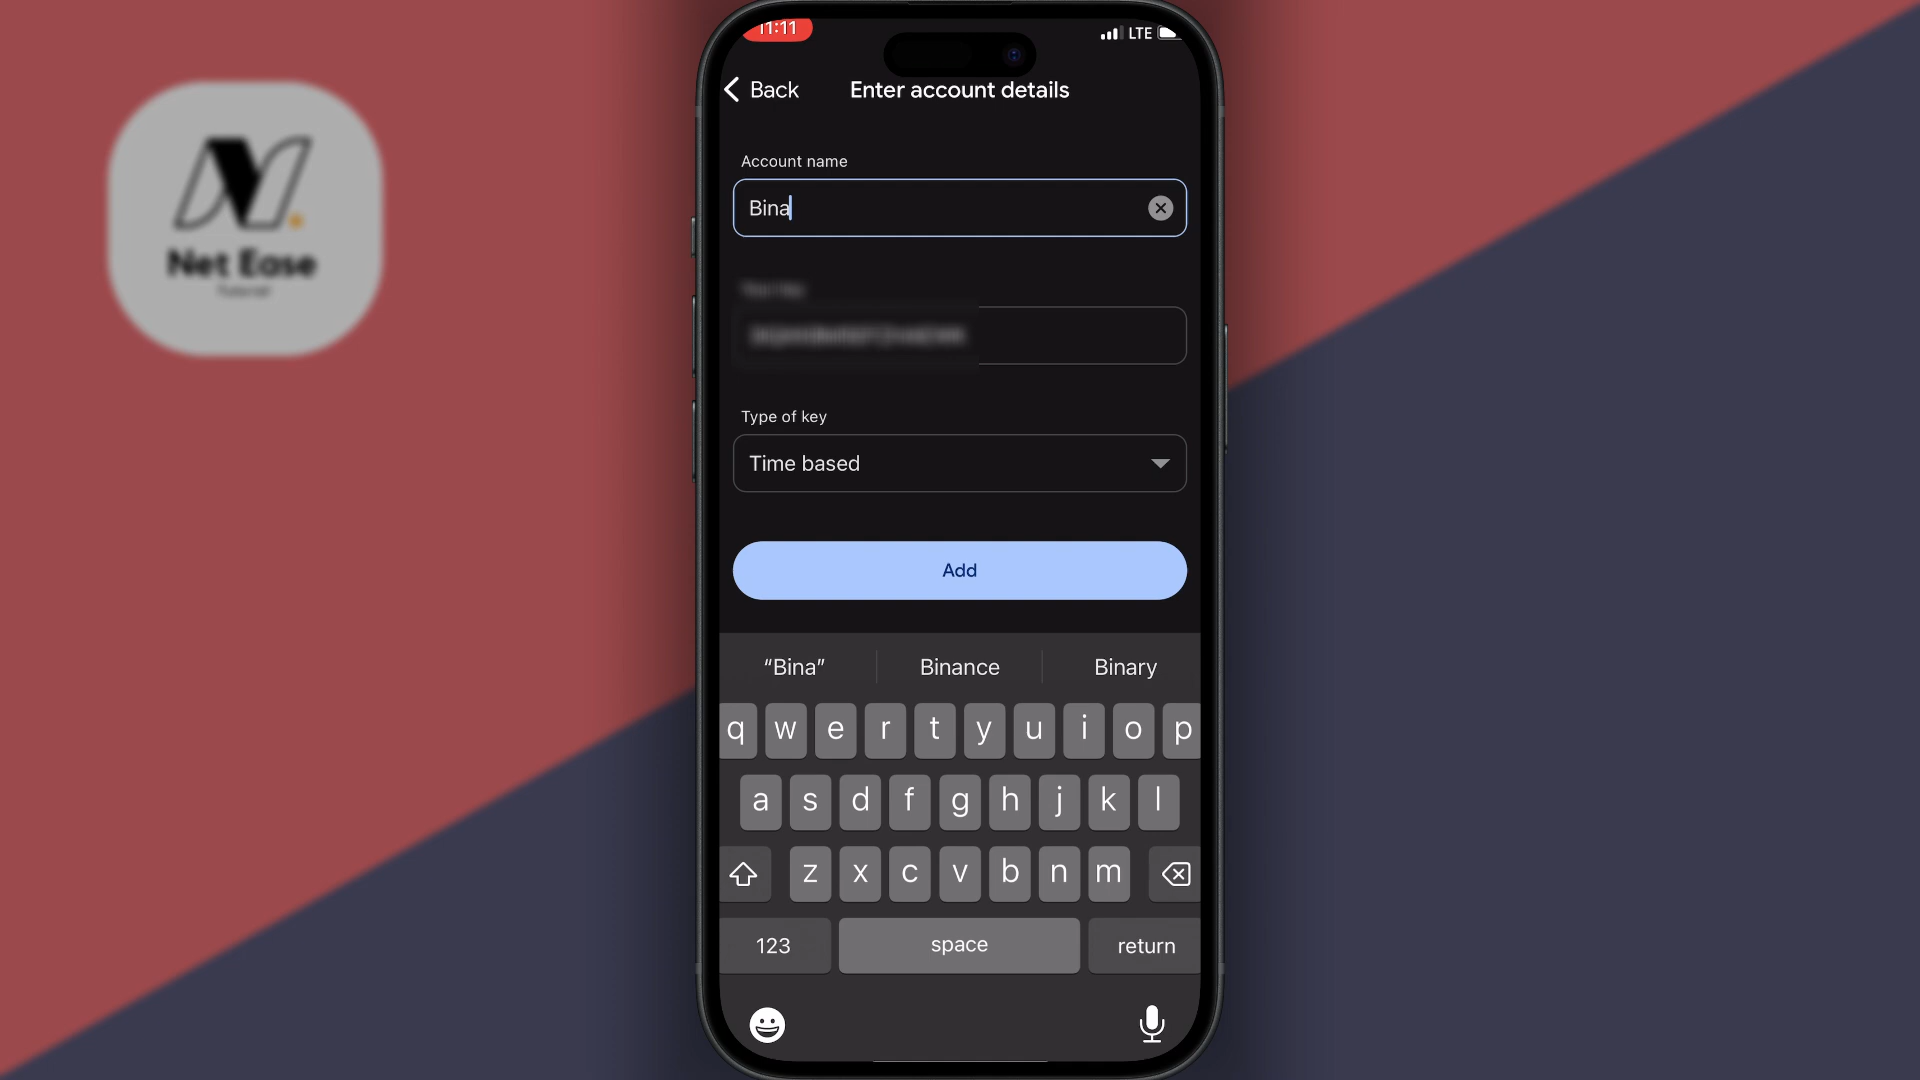 11:11
LTE
Back
Enter account details
Account name
Bina
Type of key
Time based
Add
“Bina”
Binance
Binary
q w e r t y u i o p
a s d f g h j k l
z x c v b n m
123
space
return
Net Ease
Tutorial